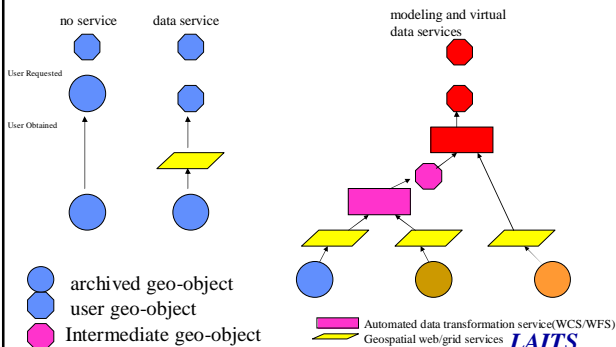 no service
data service
modeling and virtual
data services
User Requested
User Obtained
archived geo-object
user geo-object
Intermediate geo-object
Automated data transformation service(WCS/WFS)
Geospatial web/grid services
LAITS